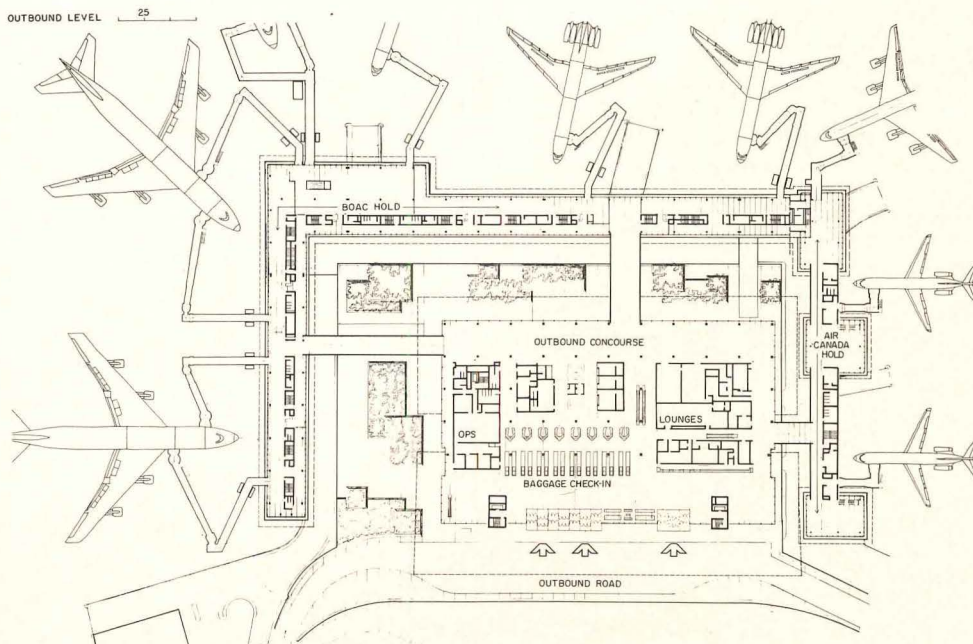 OUTBOUND LEVEL 25
BOAC HOLD
OUTBOUND CONCOURSE
AIR
CANADA
HOLD
LOUNGES
OPS
BAGGAGE CHECK-IN
OUTBOUND ROAD